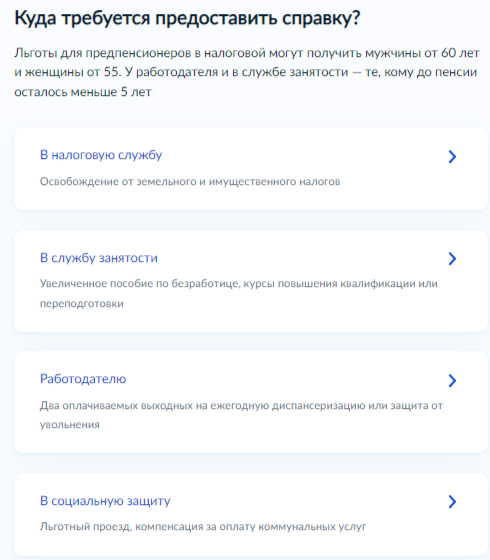 Куда требуется предоставить справку?
Льготы для предпенсионеров в налоговой могут получить мужчины от 60 лет
и женщины от 55. У работодателя и в службе занятости — те, кому до пенсии
осталось меньше 5 лет
В налоговую службу
Освобождение от земельного и имущественного налогов
В службу занятости
Увеличенное пособие по безработице, курсы повышения квалификации или
переподготовки
Работодателю
Два оплачиваемых выходных на ежегодную диспансеризацию или защита от
увольнения
В социальную защиту
Льготный проезд, компенсация за оплату коммунальных услуг